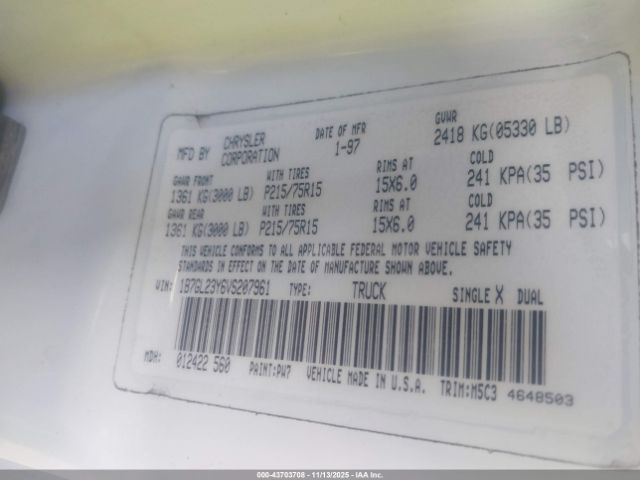 MFD BY CHRYSLER CORPORATION DATE OF MFR 1-97 GVWR 2418 KG(05330 LB)
GAWR FRONT WITH TIRES RIMS AT COLD
1361 KG(3000 LB) P215/75R15 15X6.0 241 KPA(35 PSI)
GAWR REAR WITH TIRES RIMS AT COLD
1361 KG(3000 LB) P215/75R15 15X6.0 241 KPA(35 PSI)
THIS VEHICLE CONFORMS TO ALL APPLICABLE FEDERAL MOTOR VEHICLE SAFETY
STANDARDS IN EFFECT ON THE DATE OF MANUFACTURE SHOWN ABOVE.
VIN: 1B7GL23Y6VS207961 TYPE: TRUCK SINGLE X DUAL
MDH: 012422 560 PAINT:PW7 VEHICLE MADE IN U.S.A. TRIM:M5C3 4648503
000-43703708 - 11/13/2025 - IAA Inc.